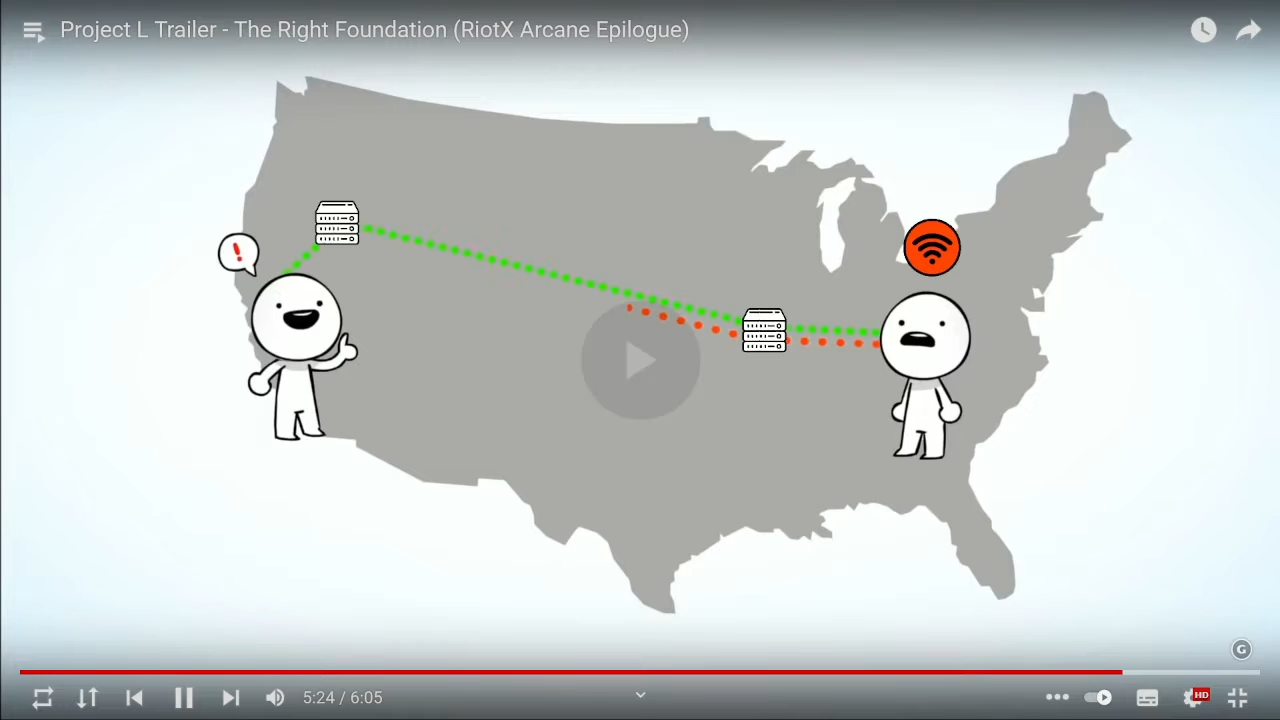 Project L Trailer - The Right Foundation (RiotX Arcane Epilogue)
!
G
5:24 / 6:05
HD